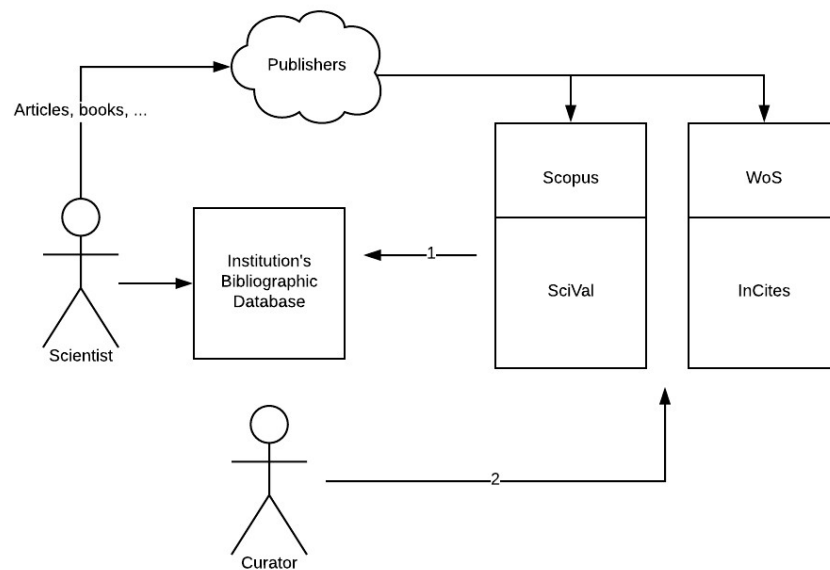 Publishers
Articles, books, ...
Scopus
WoS
Institution's
Bibliographic
Database
1
SciVal
InCites
Scientist
2
Curator